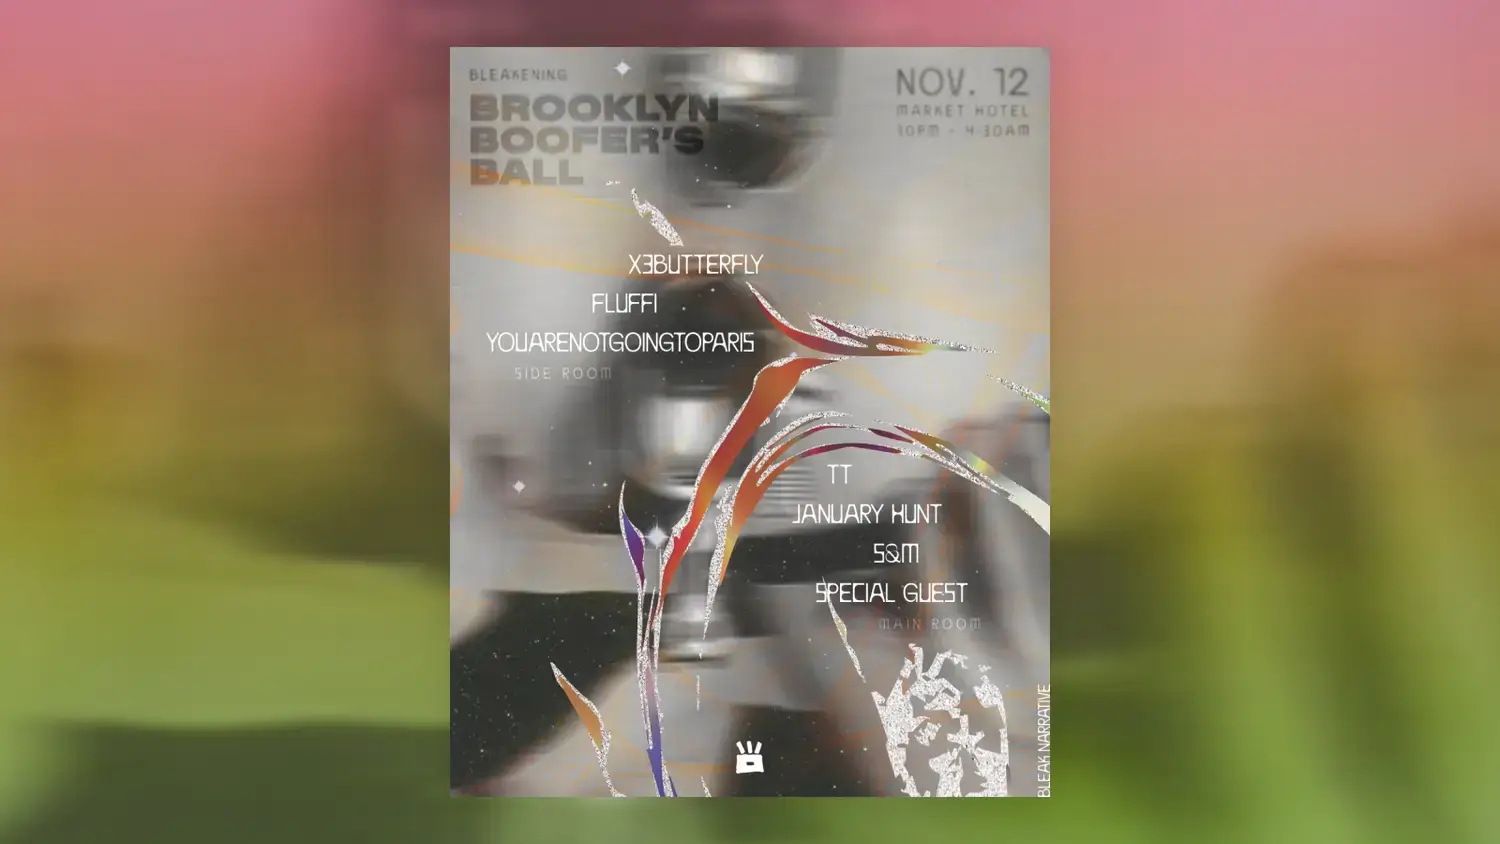 BLEAKENING
BROOKLYN
BOOFER'S
BALL
NOV. 12
MARKET HOTEL
10PM - 4:30AM
XƎBUTTERFLY
FLUFFI
YOUARENOTGOINGTOPARIS
SIDE ROOM
TT
JANUARY HUNT
S&M
SPECIAL GUEST
MAIN ROOM
BLEAK NARRATIVE